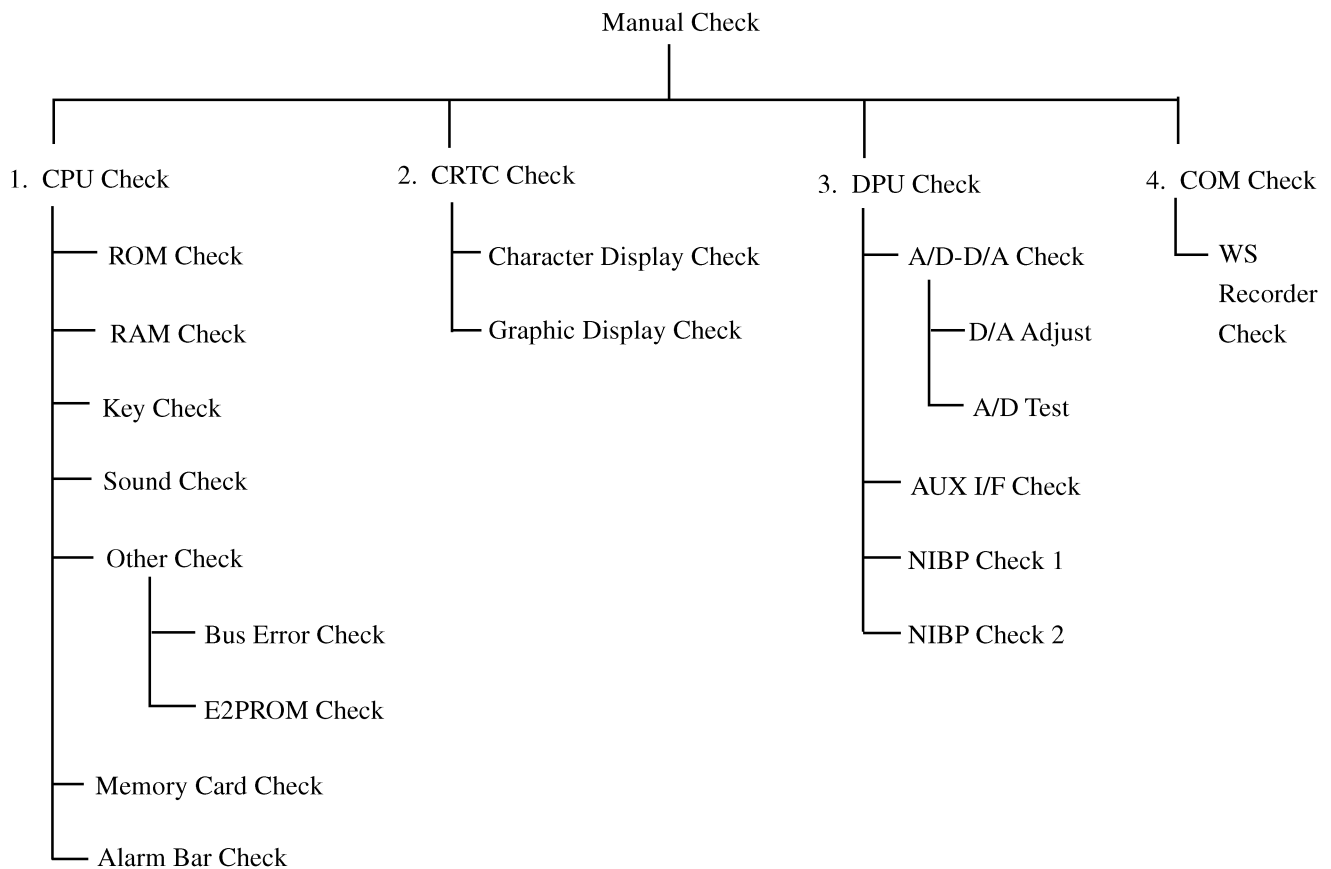 Manual Check
1. CPU Check
ROM Check
RAM Check
Key Check
Sound Check
Other Check
Bus Error Check
E2PROM Check
Memory Card Check
Alarm Bar Check
2. CRTC Check
Character Display Check
Graphic Display Check
3. DPU Check
A/D-D/A Check
D/A Adjust
A/D Test
AUX I/F Check
NIBP Check 1
NIBP Check 2
4. COM Check
WS
Recorder
Check